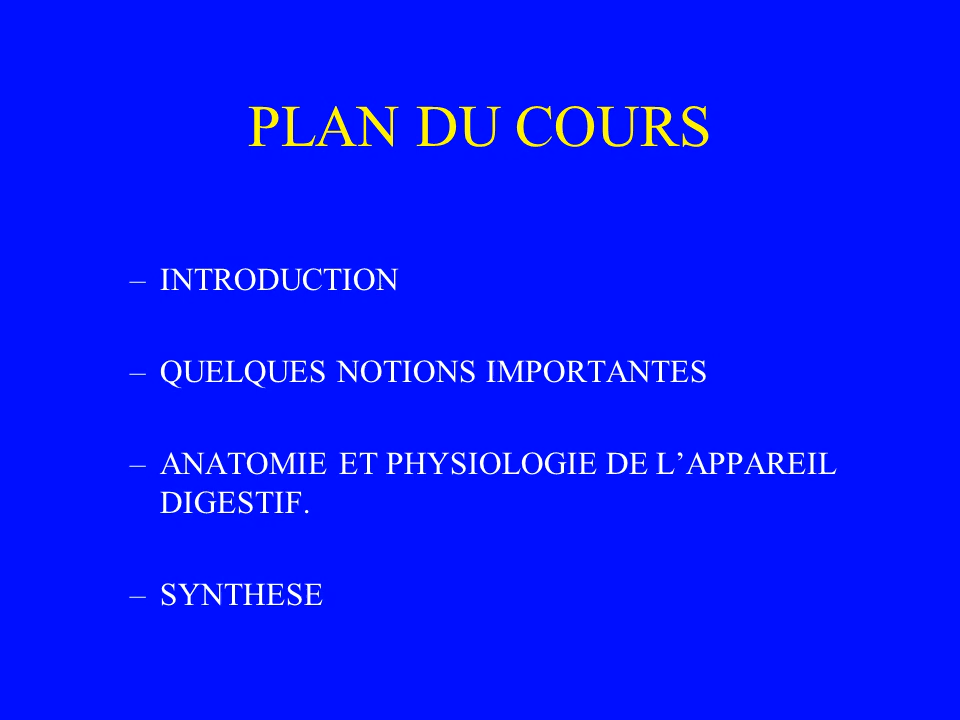 PLAN DU COURS
– INTRODUCTION
– QUELQUES NOTIONS IMPORTANTES
– ANATOMIE ET PHYSIOLOGIE DE L’APPAREIL
DIGESTIF.
– SYNTHESE